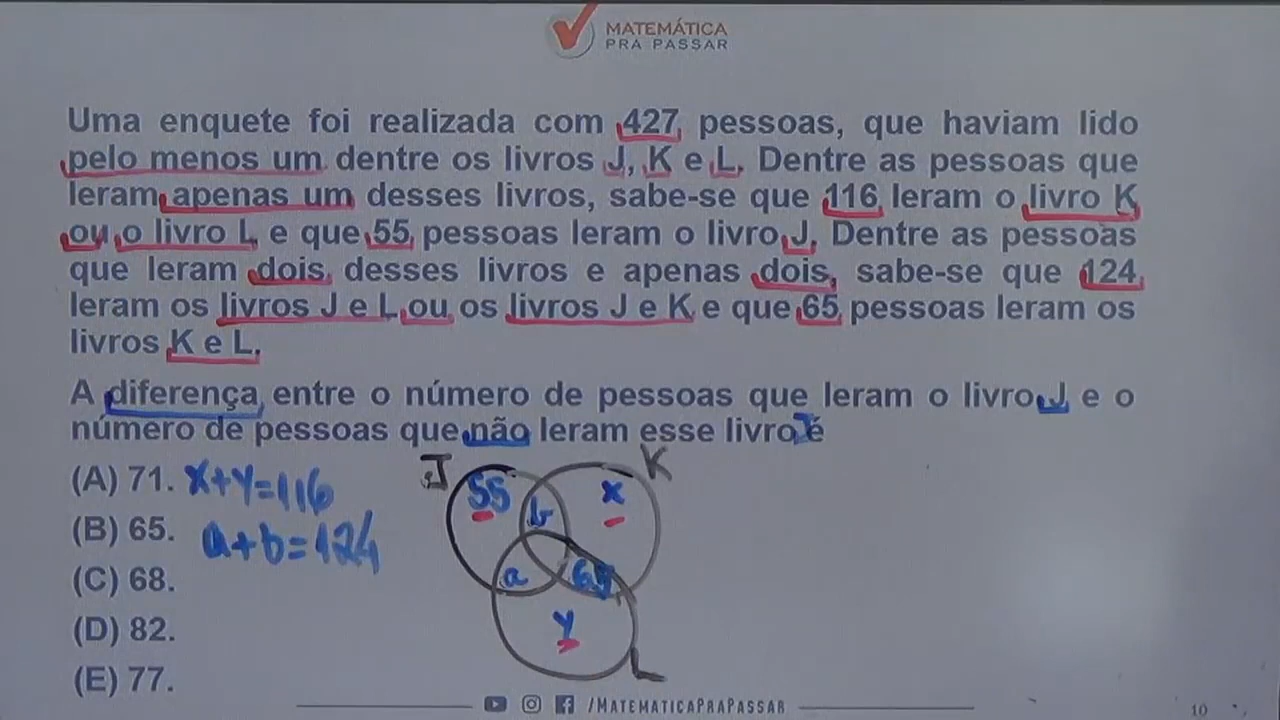 MATEMÁTICA
PRA PASSAR
Uma enquete foi realizada com 427 pessoas, que haviam lido
pelo menos um dentre os livros J, K e L. Dentre as pessoas que
leram apenas um desses livros, sabe-se que 116 leram o livro K
ou o livro L e que 55 pessoas leram o livro J. Dentre as pessoas
que leram dois desses livros e apenas dois, sabe-se que 124
leram os livros J e L ou os livros J e K e que 65 pessoas leram os
livros K e L.
A diferença entre o número de pessoas que leram o livro J e o
número de pessoas que não leram esse livro é
(A) 71. x+y=116
(B) 65. a+b=124
(C) 68.
(D) 82.
(E) 77.
J K
55 b x
a 65
y
L
/MATEMATICAPRAPASSAR
10